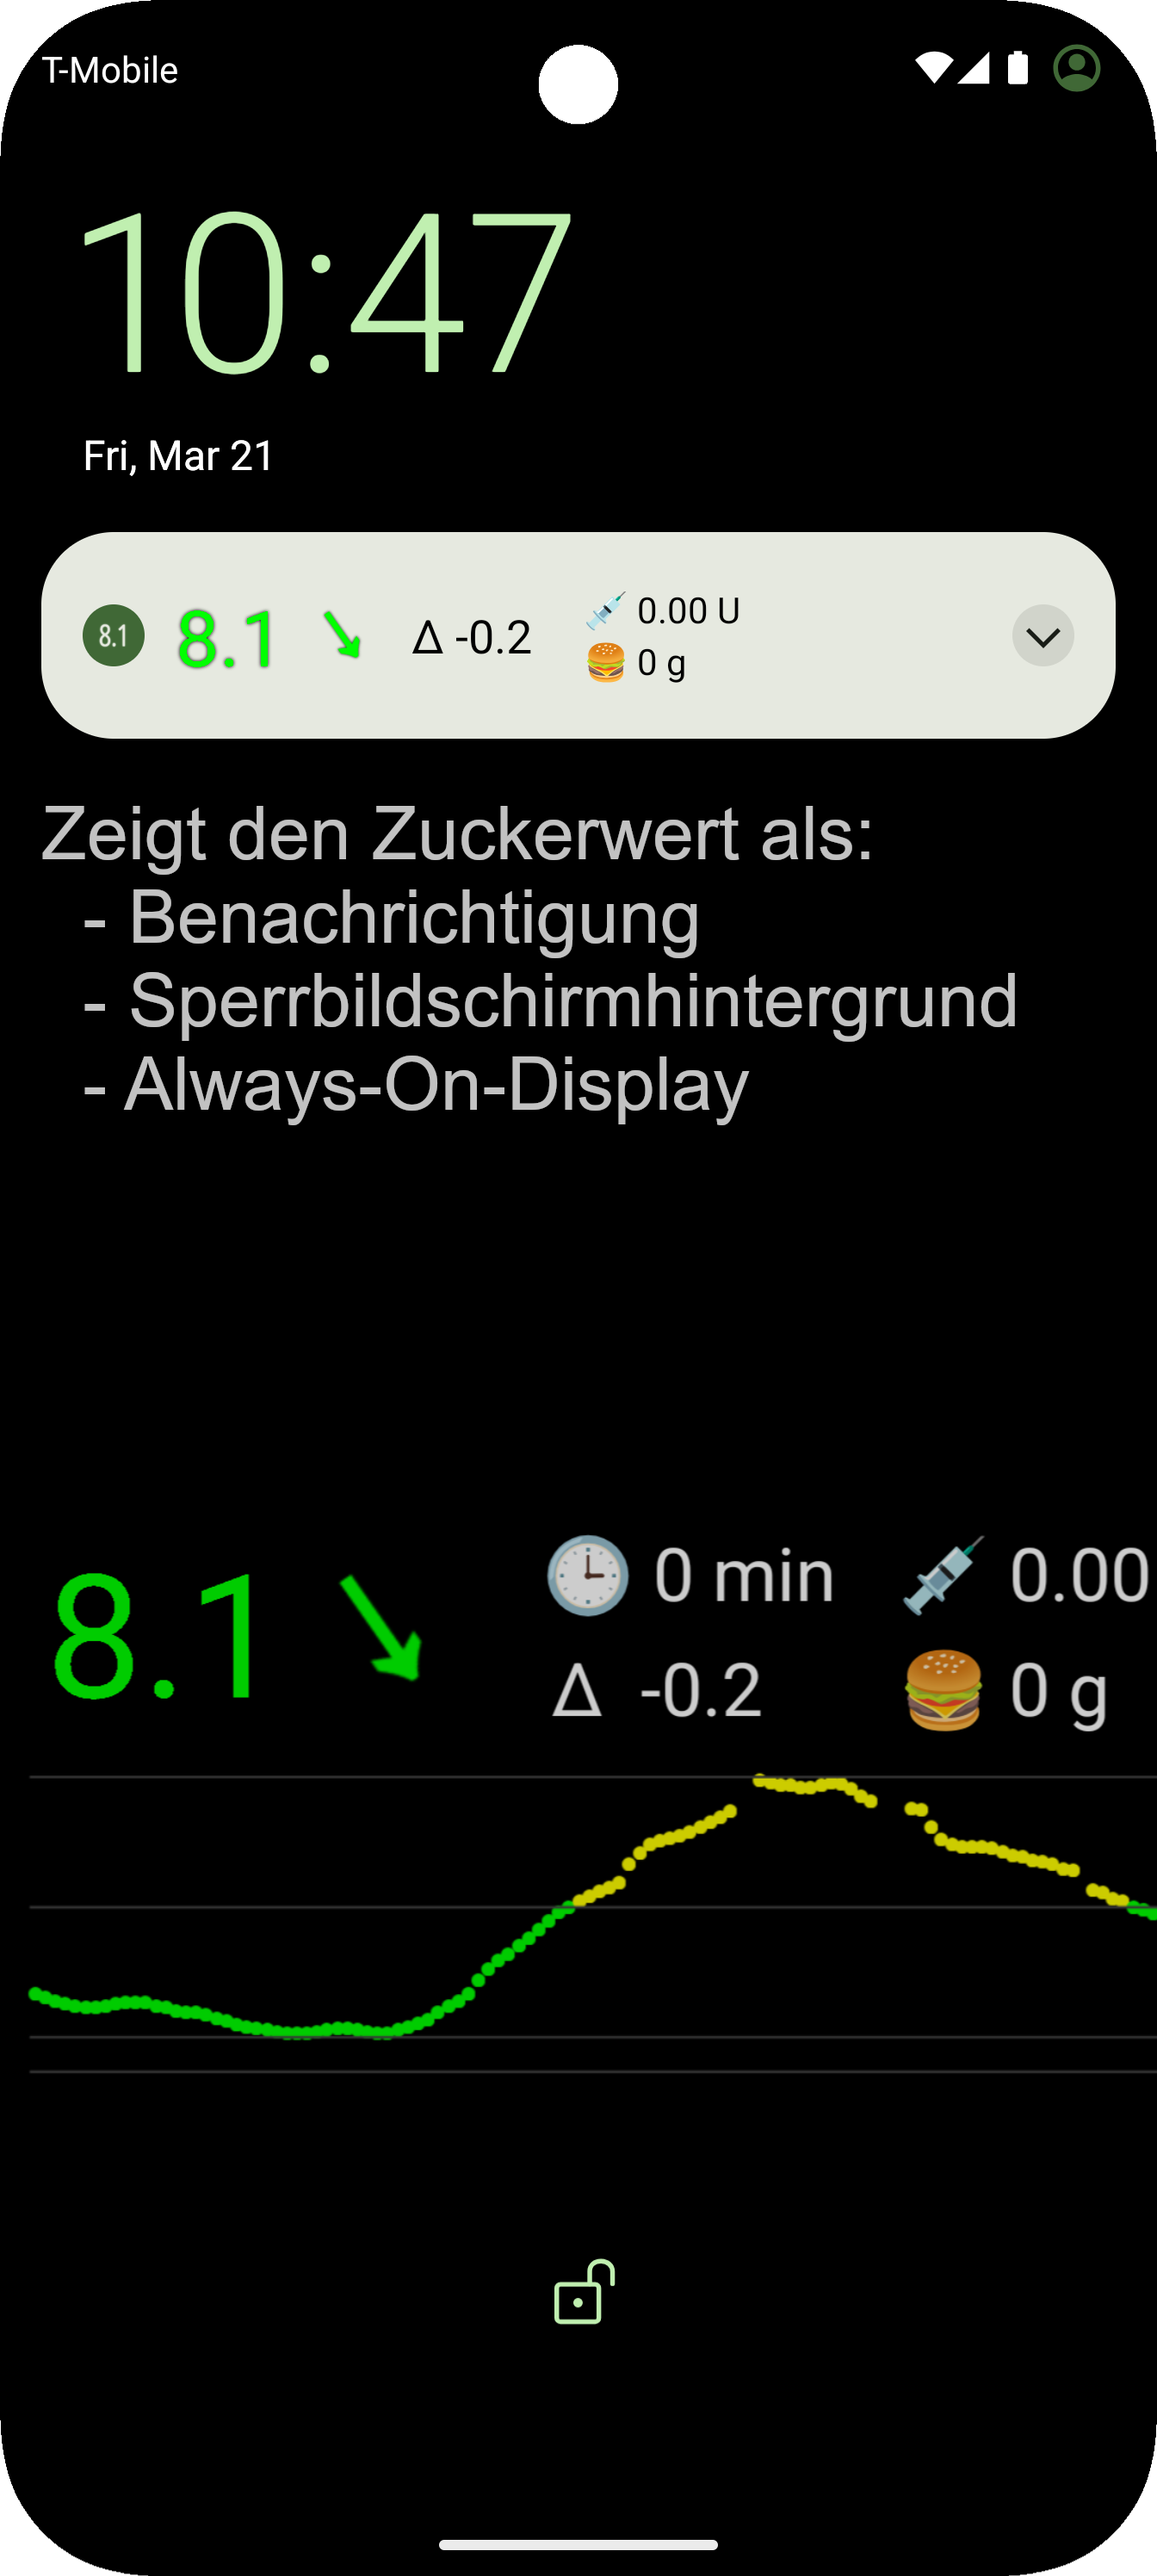 T-Mobile
10:47
Fri, Mar 21
8.1 8.1 Δ -0.2
0.00 U
0 g
Zeigt den Zuckerwert als:
- Benachrichtigung
- Sperrbildschirmhintergrund
- Always-On-Display
8.1
0 min 0.00
Δ -0.2 0 g